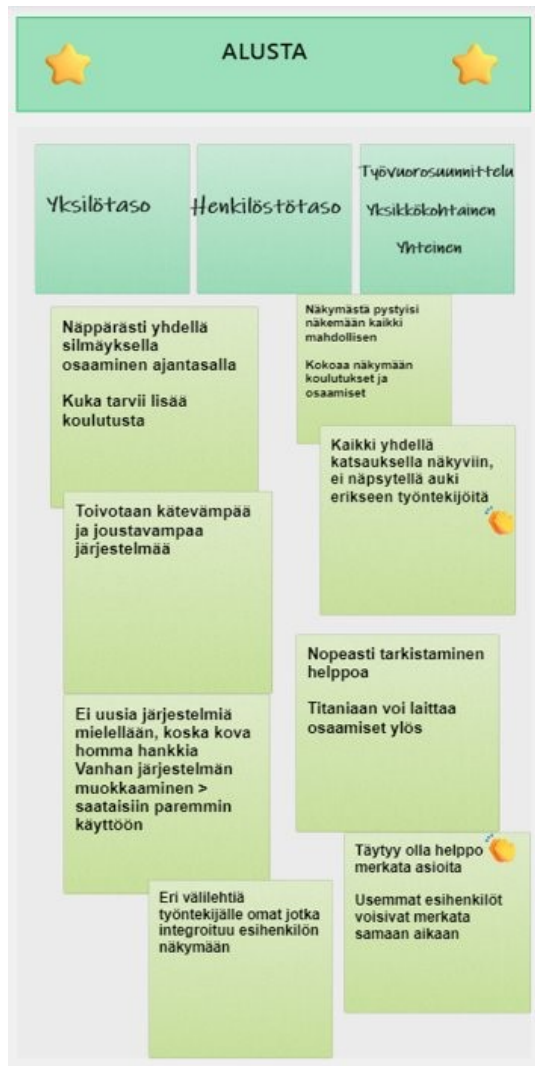 ALUSTA
Yksilötaso
Henkilöstötaso
Työvuorosuunnittelu
Yksikkökohtainen
Yhteinen
Näppärästi yhdellä
silmäyksella
osaaminen ajantasalla
Kuka tarvii lisää
koulutusta
Näkymästä pystyisi
näkemään kaikki
mahdollisen
Kokoaa näkymään
koulutukset ja
osaamiset
Kaikki yhdellä
katsauksella näkyviin,
ei näpsytellä auki
erikseen työntekijöitä
Toivotaan kätevämpää
ja joustavampaa
järjestelmää
Nopeasti tarkistaminen
helppoa
Titaniaan voi laittaa
osaamiset ylös
Ei uusia järjestelmiä
mielellään, koska kova
homma hankkia
Vanhan järjestelmän
muokkaaminen >
saataisiin paremmin
käyttöön
Täytyy olla helppo
merkata asioita
Usemmat esihenkilöt
voisivat merkata
samaan aikaan
Eri välilehtiä
työntekijälle omat jotka
integroituu esihenkilön
näkymään